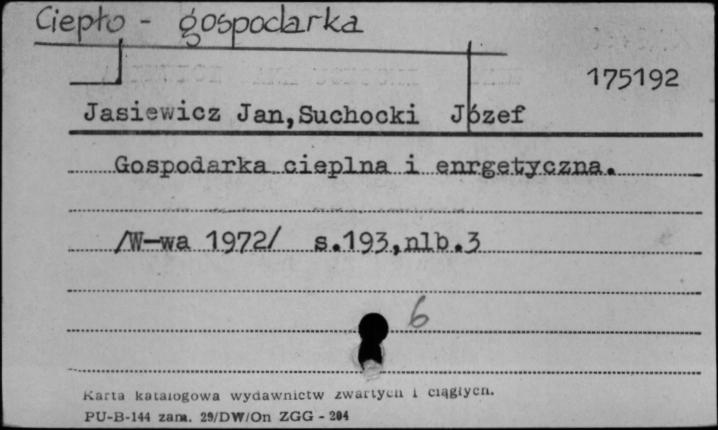 Ciepło - gospodarka
175192
Jasiewicz Jan,Suchocki Józef
Gospodarka cieplna i enrgetyczna.
/W-wa 1972/ s.193,nlb.3
6
Karta katalogowa wydawnictw zwartych i ciągłych.
PU-B-144 zam. 29/DW/On ZGG - 204